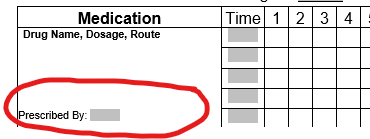 Medication Time 1 2 3 4
Drug Name, Dosage, Route
Prescribed By: